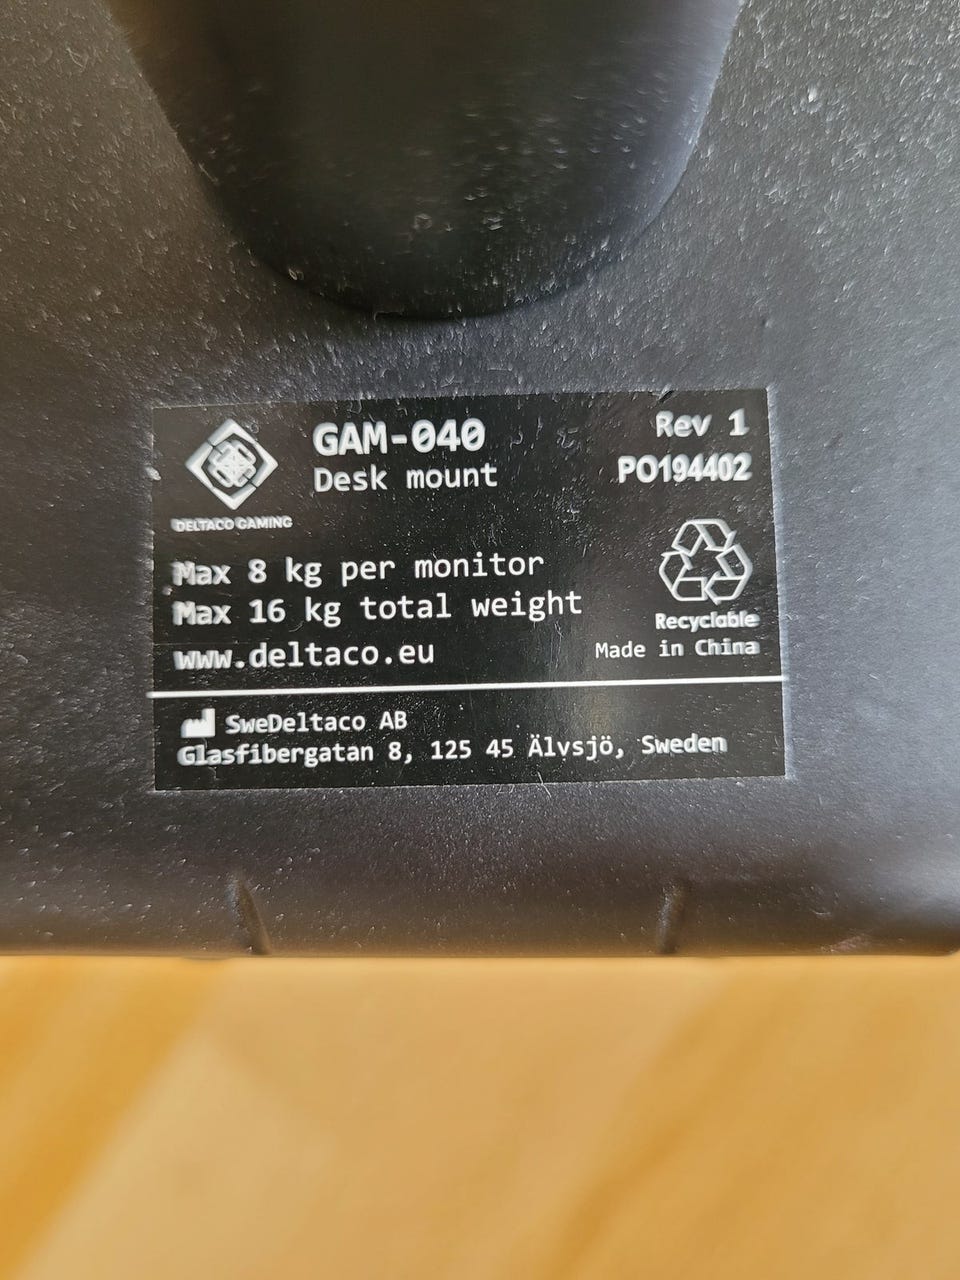 GAM-040
Desk mount
Rev 1
PO194402
DELTACO GAMING
Max 8 kg per monitor
Max 16 kg total weight
www.deltaco.eu
Recyclable
Made in China
SweDeltaco AB
Glasfibergatan 8, 125 45 Älvsjö, Sweden